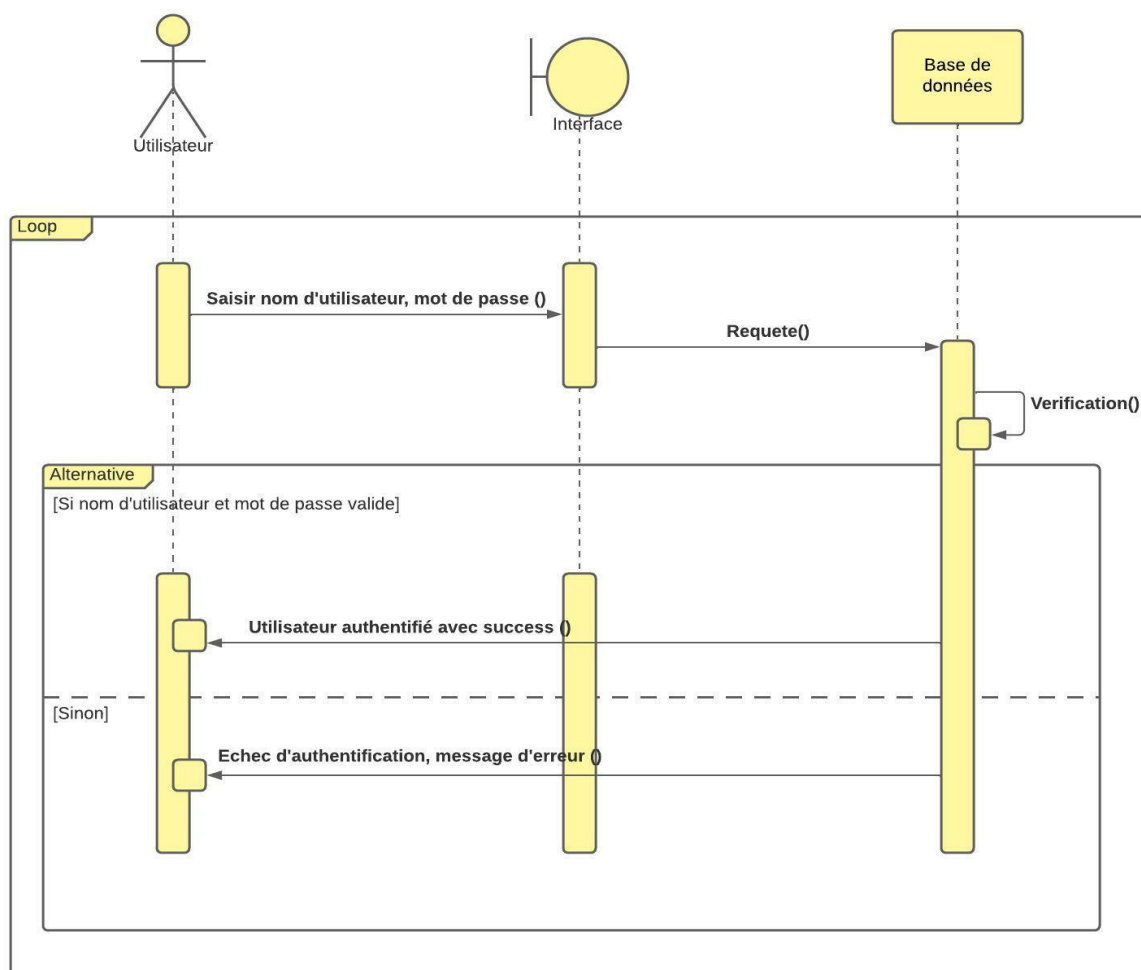 Utilisateur
Interface
Base de
données
Loop
Saisir nom d'utilisateur, mot de passe ()
Requete()
Verification()
Alternative
[Si nom d'utilisateur et mot de passe valide]
Utilisateur authentifié avec success ()
[Sinon]
Echec d'authentification, message d'erreur ()